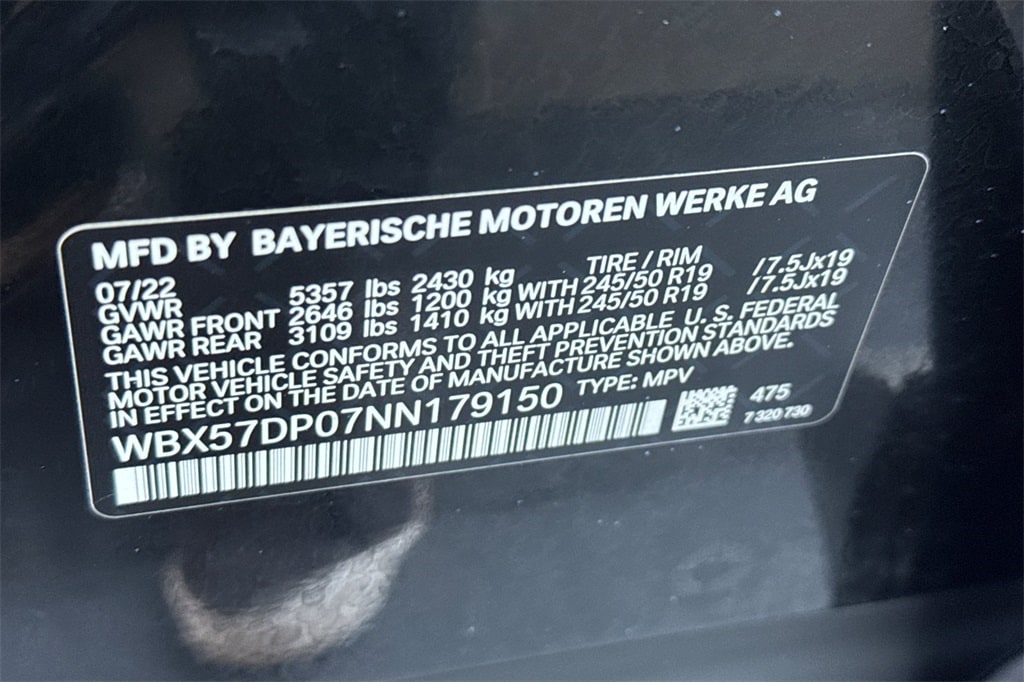 MFD BY BAYERISCHE MOTOREN WERKE AG
07/22 TIRE / RIM
GVWR 5357 lbs 2430 kg
GAWR FRONT 2646 lbs 1200 kg WITH 245/50 R19 /7.5Jx19
GAWR REAR 3109 lbs 1410 kg WITH 245/50 R19 /7.5Jx19
THIS VEHICLE CONFORMS TO ALL APPLICABLE U. S. FEDERAL
MOTOR VEHICLE SAFETY AND THEFT PREVENTION STANDARDS
IN EFFECT ON THE DATE OF MANUFACTURE SHOWN ABOVE.
WBX57DP07NN179150 TYPE: MPV
475
7 320 730